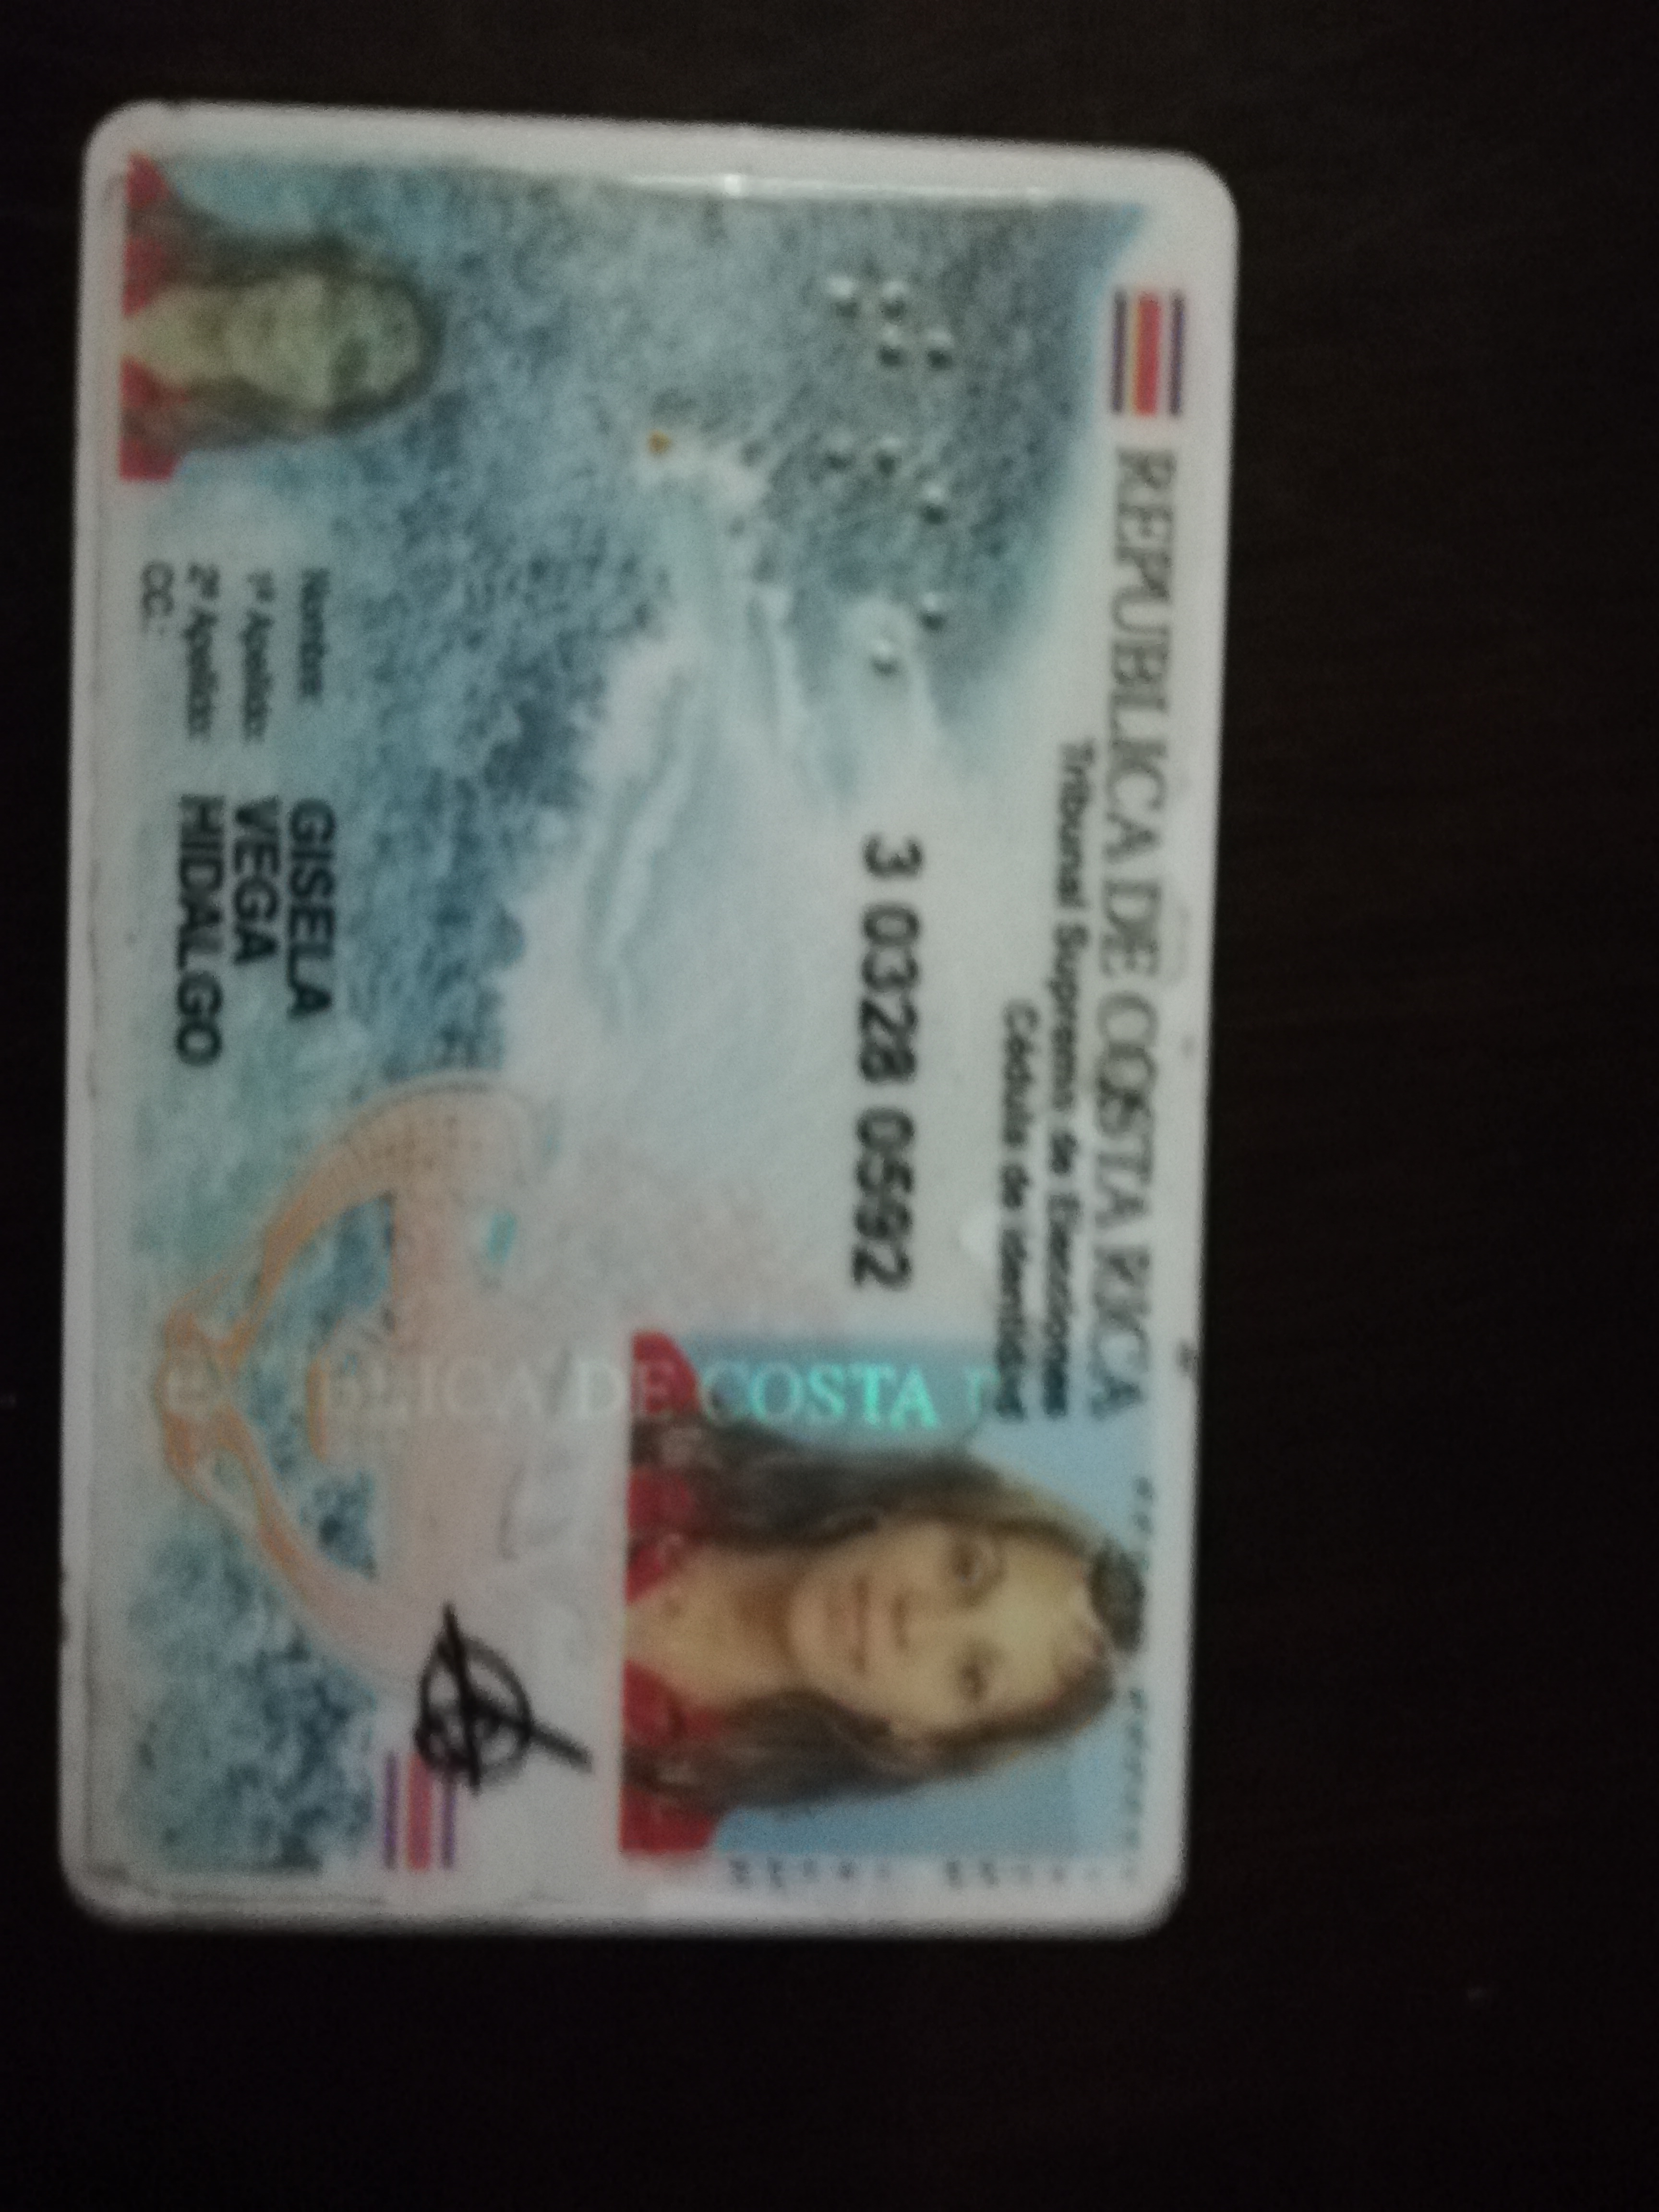 REPUBLICA DE COSTA RICA
Tribunal Supremo de Elecciones
Cédula de identidad
3 0328 0592
COSTA
Nombre: GISELA
1º Apellido: VEGA
2º Apellido: HIDALGO
CC.: